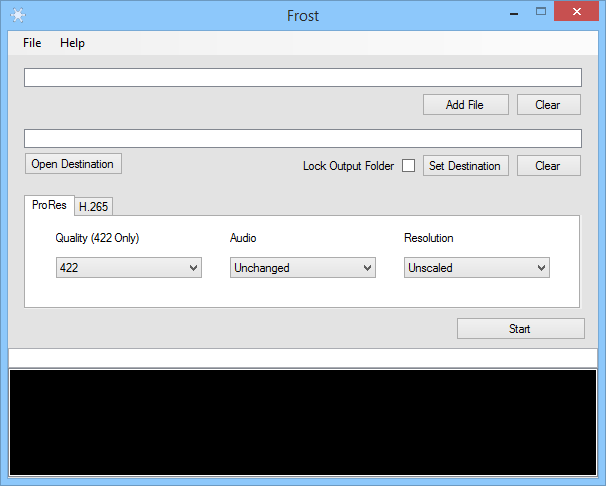 Frost
File Help
Add File Clear
Open Destination Lock Output Folder Set Destination Clear
ProRes H.265
Quality (422 Only) Audio Resolution
422 Unchanged Unscaled
Start